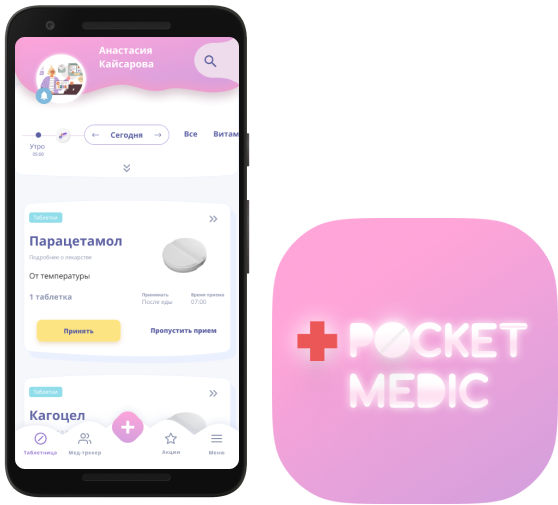 Анастасия
Кайсарова
Сегодня
Все
Витам
Утро
05:00
Таблетки
Парацетамол
Подробнее о лекарстве
От температуры
1 таблетка
Принимать
После еды
Время приема
07:00
Принять
Пропустить прием
Таблетки
Кагоцел
Таблетница
Мед-трекер
Акции
Меню
POCKET
MEDIC